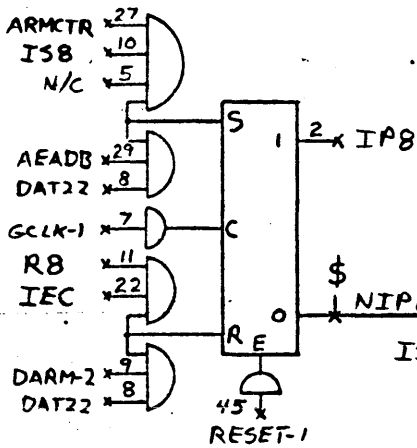 ARMCTR 27
IS8 10
N/C 5
S
1 2 IP8
AEADB 29
DAT22 8
GCLK-1 7
C
R8 11
IEC 22
$
0 NIP
R
E
DARM-2 9
DAT22 8
45
RESET-1